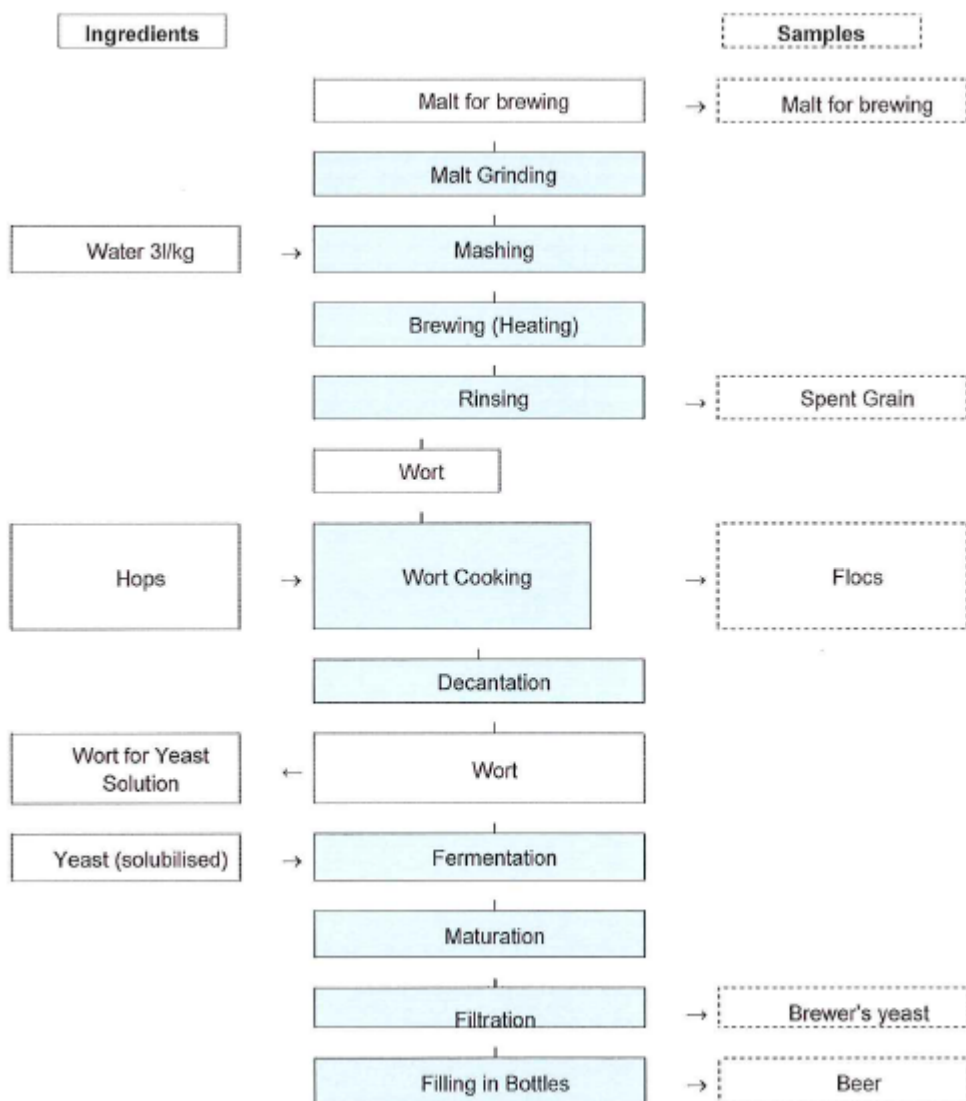 Ingredients
Samples
Malt for brewing
Malt for brewing
Malt Grinding
Water 3l/kg
Mashing
Brewing (Heating)
Rinsing
Spent Grain
Wort
Hops
Wort Cooking
Flocs
Decantation
Wort for Yeast
Solution
Wort
Yeast (solubilised)
Fermentation
Maturation
Filtration
Brewer's yeast
Filling in Bottles
Beer